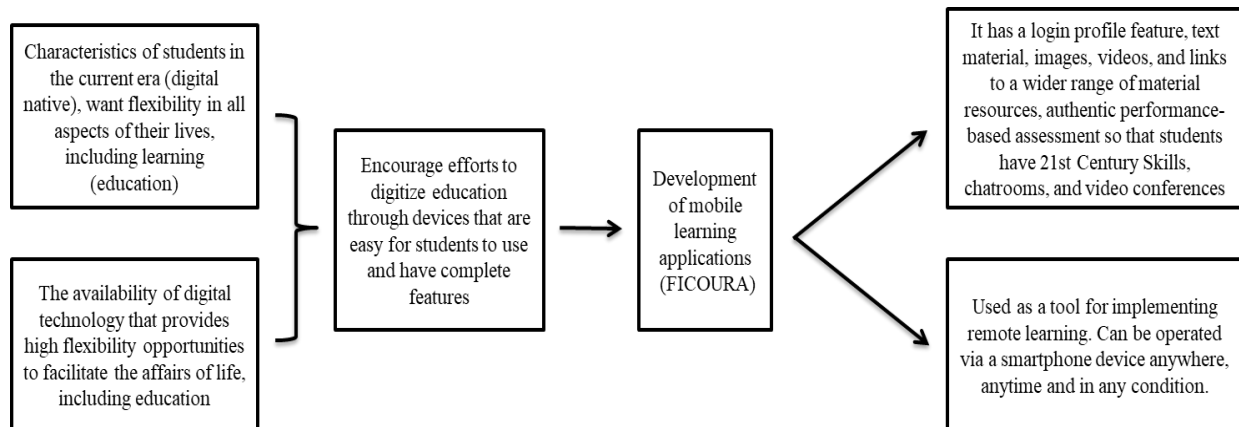 Characteristics of students in
the current era (digital
native), want flexibility in all
aspects of their lives,
including learning
(education)
The availability of digital
technology that provides
high flexibility opportunities
to facilitate the affairs of life,
including education
Encourage efforts to
digitize education
through devices that are
easy for students to use
and have complete
features
Development
of mobile
learning
applications
(FICOURA)
It has a login profile feature, text
material, images, videos, and links
to a wider range of material
resources, authentic performance-
based assessment so that students
have 21st Century Skills,
chatrooms, and video conferences
Used as a tool for implementing
remote learning. Can be operated
via a smartphone device anywhere,
anytime and in any condition.